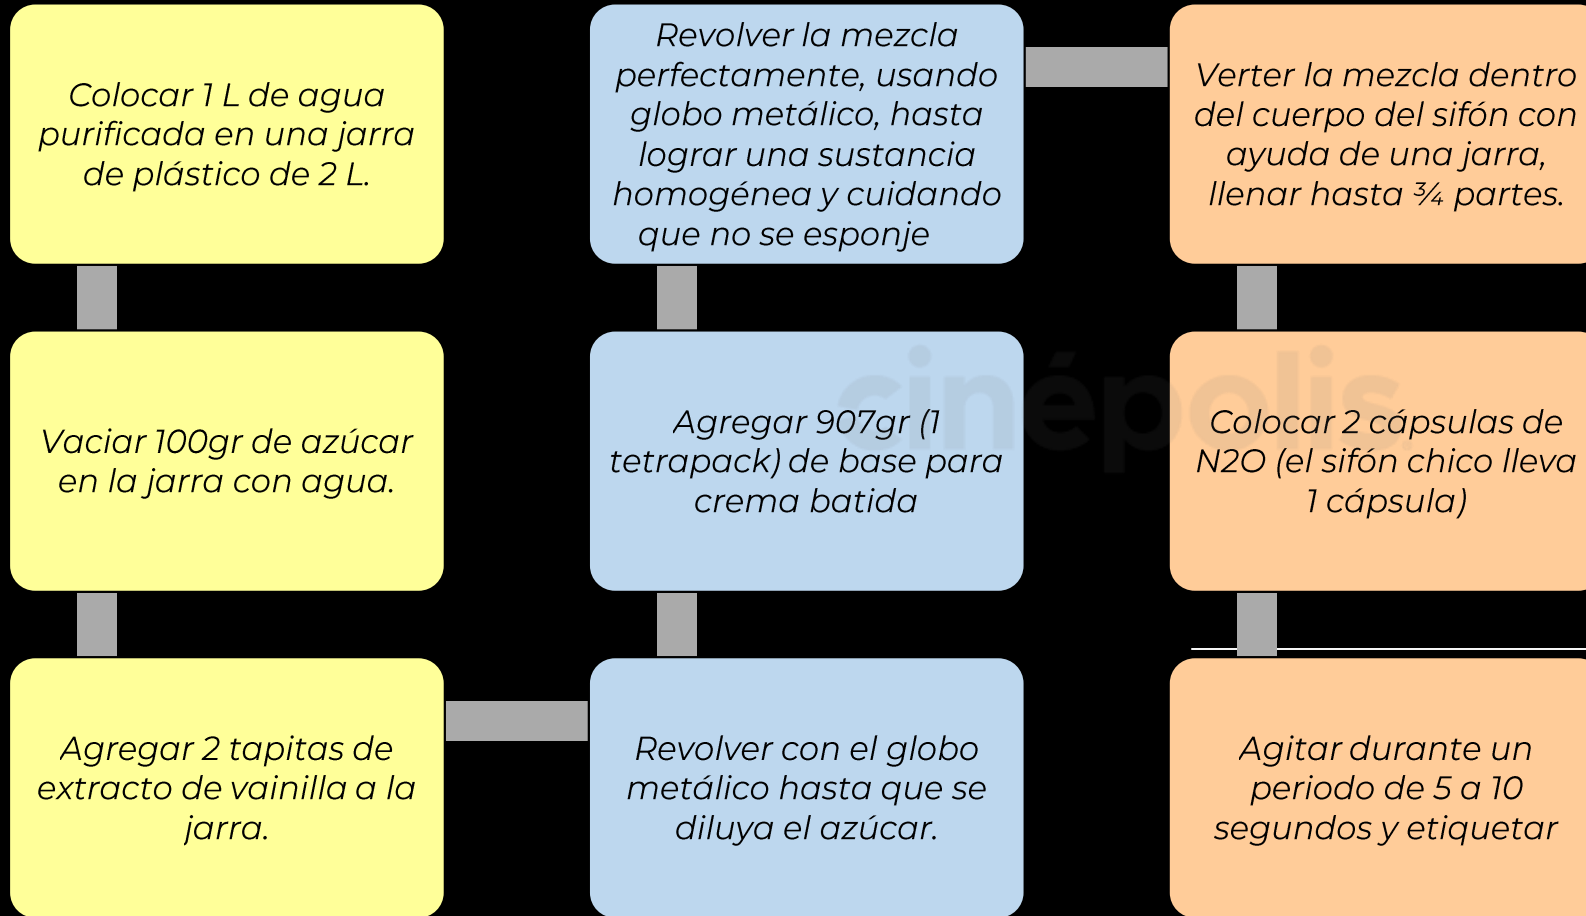 Colocar 1 L de agua
purificada en una jarra
de plástico de 2 L.
Vaciar 100gr de azúcar
en la jarra con agua.
Agregar 2 tapitas de
extracto de vainilla a la
jarra.
Revolver con el globo
metálico hasta que se
diluya el azúcar.
Agregar 907gr (1
tetrapack) de base para
crema batida
Revolver la mezcla
perfectamente, usando
globo metálico, hasta
lograr una sustancia
homogénea y cuidando
que no se esponje
Verter la mezcla dentro
del cuerpo del sifón con
ayuda de una jarra,
llenar hasta ¾ partes.
Colocar 2 cápsulas de
N2O (el sifón chico lleva
1 cápsula)
Agitar durante un
periodo de 5 a 10
segundos y etiquetar
cinépolis